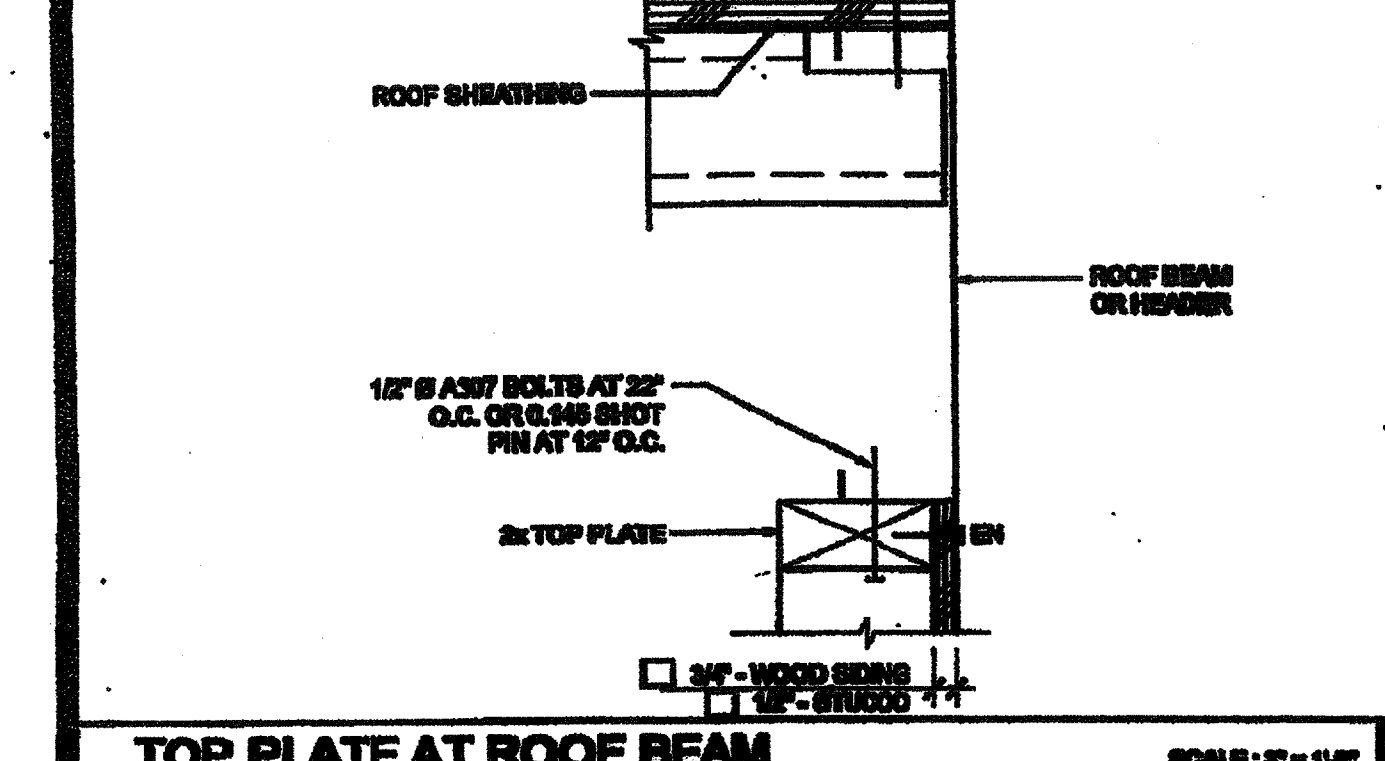 ROOF SHEATHING
ROOF BEAM
OR HEADER
1/2" Ø A307 BOLTS AT 22"
O.C. OR 0.145 SHOT
PIN AT 12" O.C.
2x TOP PLATE
EN
3/4" - WOOD SIDING
1/2" - STUCCO
TOP PLATE AT ROOF BEAM
SCALE :